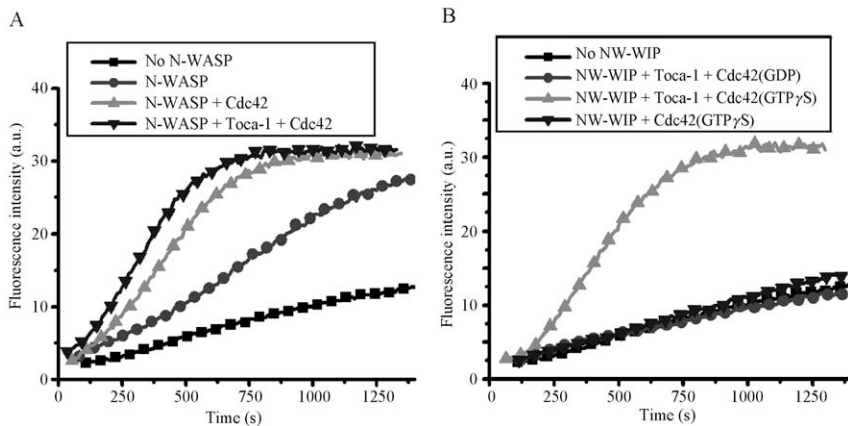 A
No N-WASP
N-WASP
N-WASP + Cdc42
N-WASP + Toca-1 + Cdc42
Fluorescence intensity (a.u.)
40
30
20
10
0
0
250
500
750
1000
1250
Time (s)
B
No NW-WIP
NW-WIP + Toca-1 + Cdc42(GDP)
NW-WIP + Toca-1 + Cdc42(GTPγS)
NW-WIP + Cdc42(GTPγS)
Fluorescence intensity (a.u.)
40
30
20
10
0
0
250
500
750
1000
1250
Time (s)